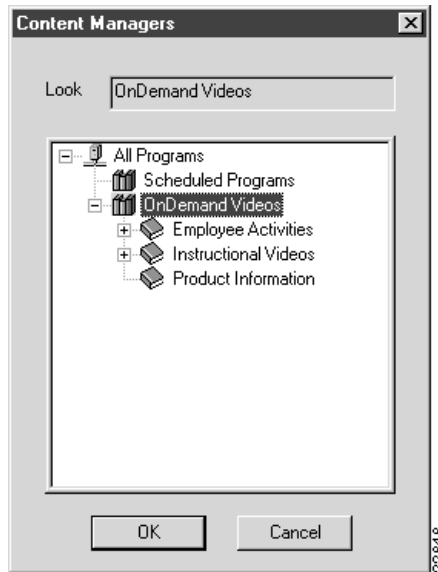 Content Managers
Look OnDemand Videos
All Programs
Scheduled Programs
OnDemand Videos
Employee Activities
Instructional Videos
Product Information
OK Cancel